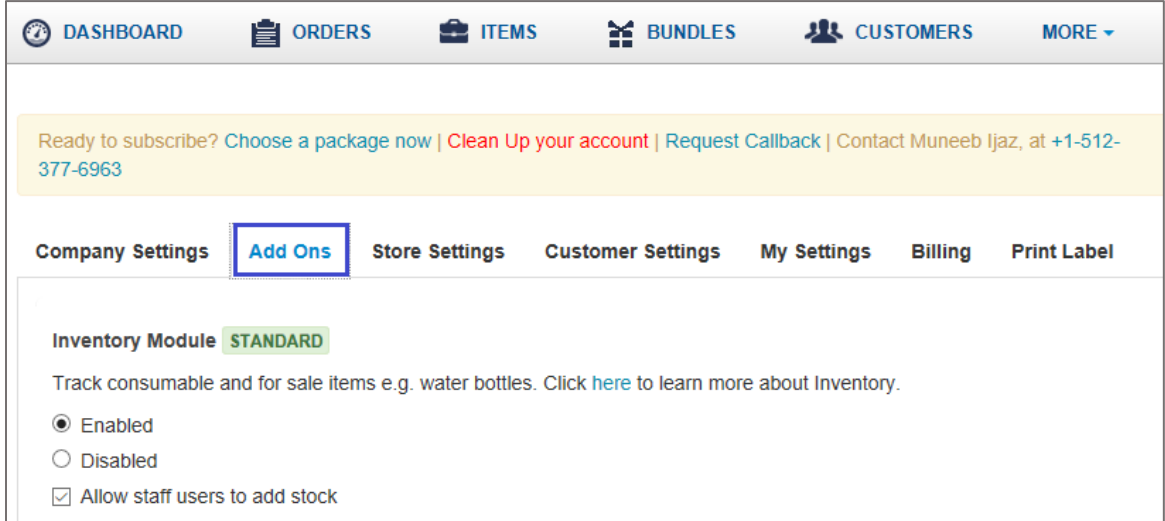 DASHBOARD ORDERS ITEMS BUNDLES CUSTOMERS MORE
Ready to subscribe? Choose a package now | Clean Up your account | Request Callback | Contact Muneeb Ijaz, at +1-512-
377-6963
Company Settings Add Ons Store Settings Customer Settings My Settings Billing Print Label
Inventory Module STANDARD
Track consumable and for sale items e.g. water bottles. Click here to learn more about Inventory.
Enabled
Disabled
Allow staff users to add stock